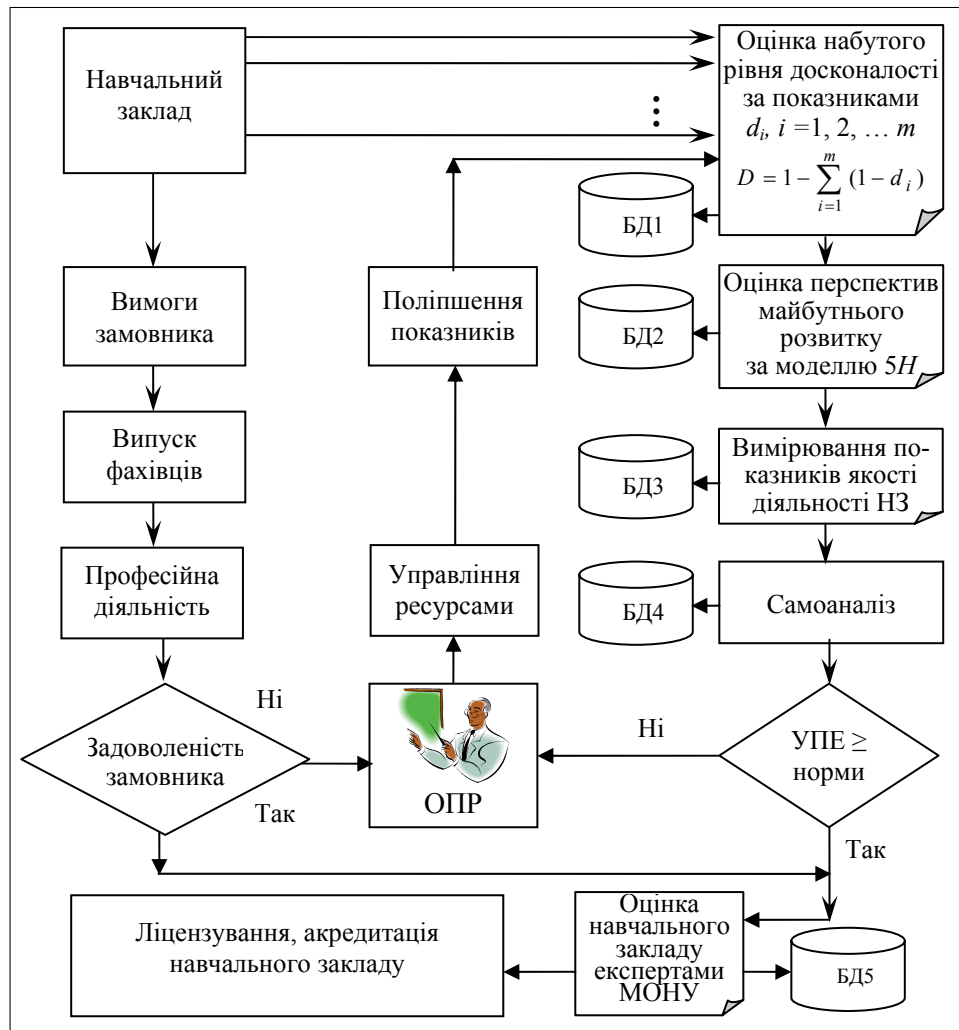 Навчальний
заклад
Оцінка набутого
рівня досконалості
за показниками
d_i, i =1, 2, … m
D = 1 − \sum_{i=1}^{m} (1 − d_i)
БД1
Вимоги
замовника
Поліпшення
показників
БД2
Оцінка перспектив
майбутнього
розвитку
за моделлю 5Н
Випуск
фахівців
БД3
Вимірювання по-
казників якості
діяльності НЗ
Професійна
діяльність
Управління
ресурсами
БД4
Самоаналіз
Задоволеність
замовника
Ні
Так
ОПР
Ні
УПЕ ≥
норми
Так
Ліцензування, акредитація
навчального закладу
Оцінка
навчального
закладу
експертами
МОНУ
БД5